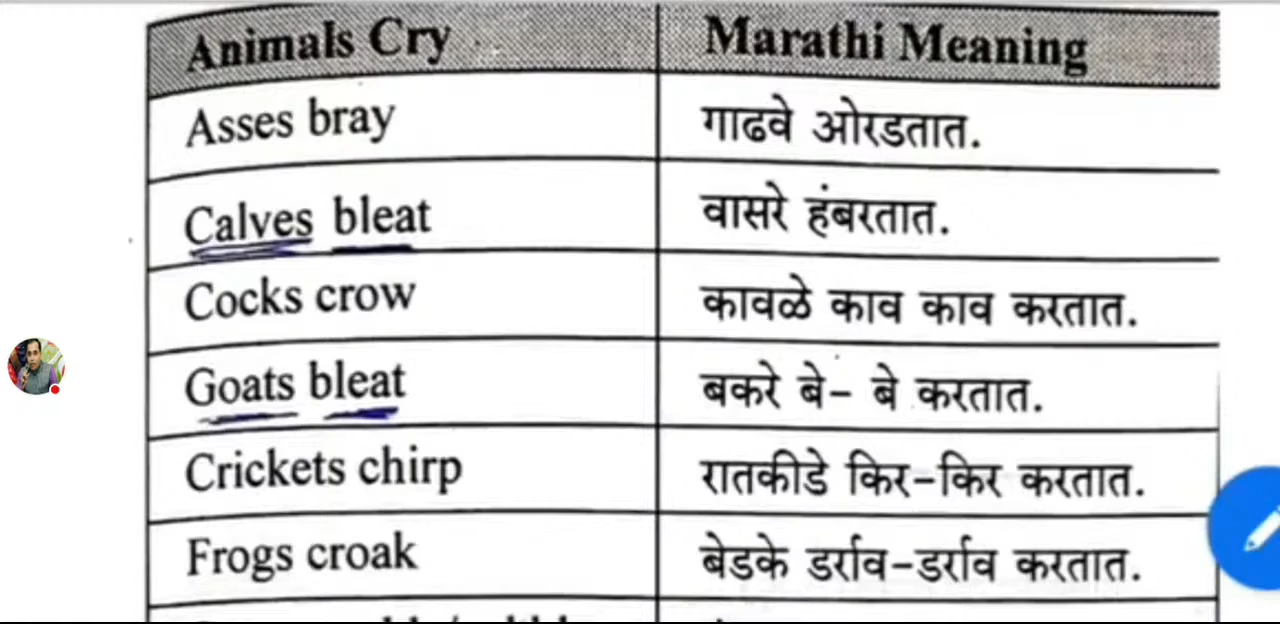 Animals Cry Marathi Meaning
Asses bray गाढवे ओरडतात.
Calves bleat वासरे हंबरतात.
Cocks crow कावळे काव काव करतात.
Goats bleat बकरे बे- बे करतात.
Crickets chirp रातकीडे किर-किर करतात.
Frogs croak बेडके डर्राव-डर्राव करतात.